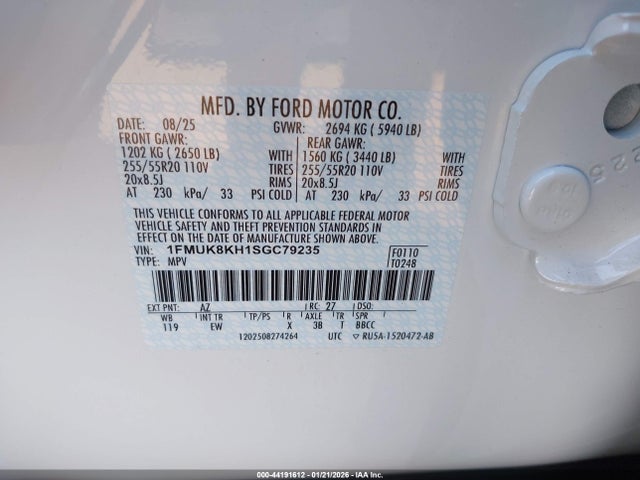 MFD. BY FORD MOTOR CO.
DATE: 08/25 GVWR: 2694 KG ( 5940 LB)
FRONT GAWR: REAR GAWR:
1202 KG ( 2650 LB) WITH 1560 KG ( 3440 LB) WITH
255/55R20 110V TIRES 255/55R20 110V TIRES
20x8.5J RIMS 20x8.5J RIMS
AT 230 kPa/ 33 PSI COLD AT 230 kPa/ 33 PSI COLD
THIS VEHICLE CONFORMS TO ALL APPLICABLE FEDERAL MOTOR
VEHICLE SAFETY AND THEFT PREVENTION STANDARDS IN
EFFECT ON THE DATE OF MANUFACTURE SHOWN ABOVE.
VIN: 1FMUK8KH1SGC79235 F0110
TYPE: MPV T0248
EXT PNT: AZ RC: 27 DSO:
WB INT TR TP/PS R AXLE TR SPR
119 EW X 3B T BBCC
1202508274264 UTC ▽ RU5A-1520472-AB
225
000-44191612 - 01/21/2026 - IAA Inc.